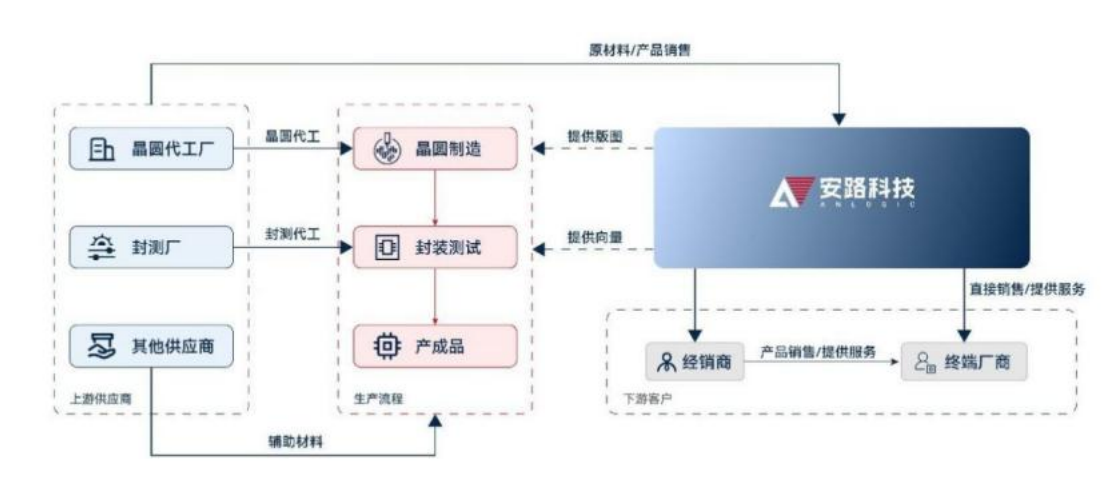 原材料/产品销售
晶圆代工厂
晶圆代工
晶圆制造
提供版图
安路科技
ANLOGIC
封测厂
封测代工
封装测试
提供向量
直接销售/提供服务
其他供应商
产成品
经销商
产品销售/提供服务
终端厂商
上游供应商
生产流程
下游客户
辅助材料